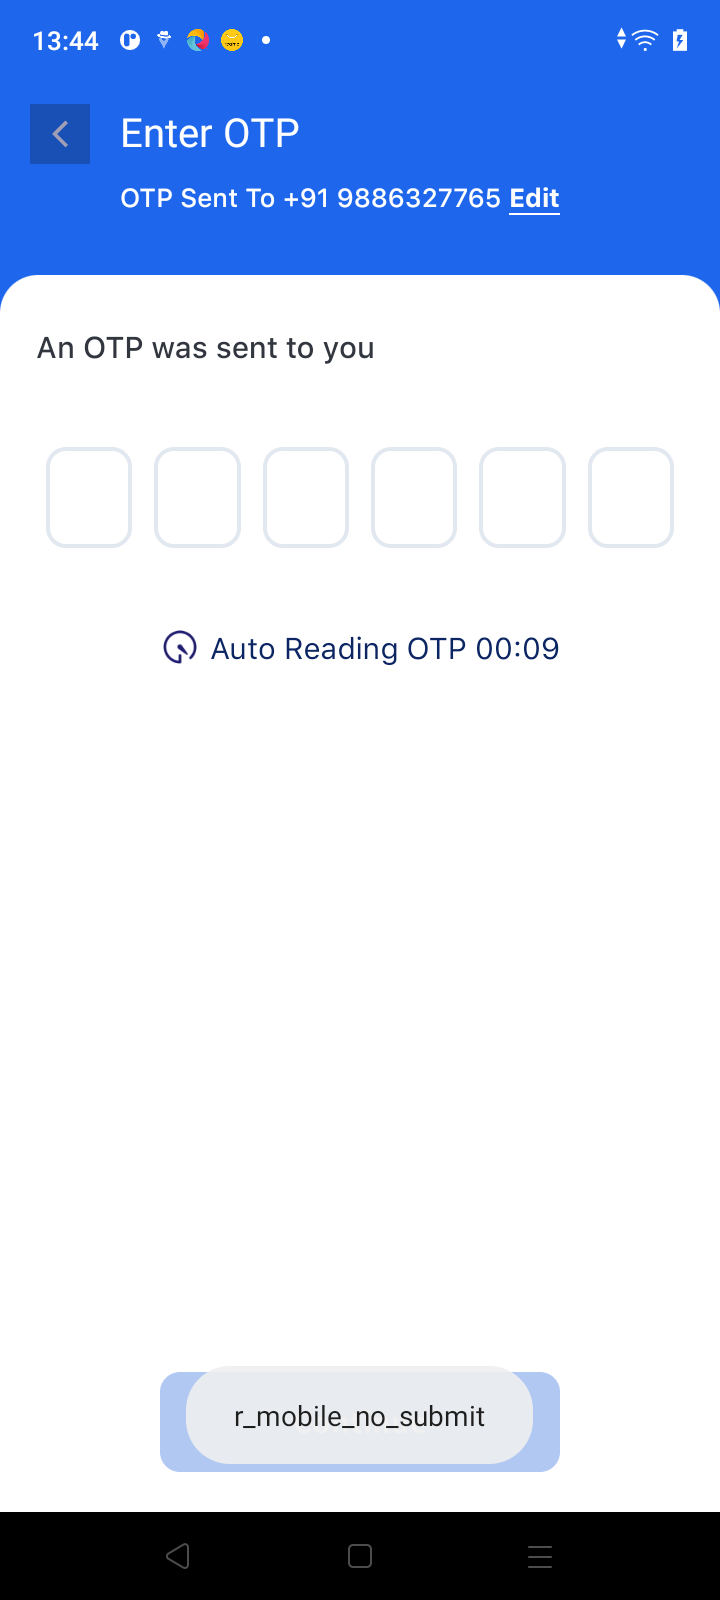 13:44
Enter OTP
OTP Sent To +91 9886327765 Edit
An OTP was sent to you
Auto Reading OTP 00:09
r_mobile_no_submit